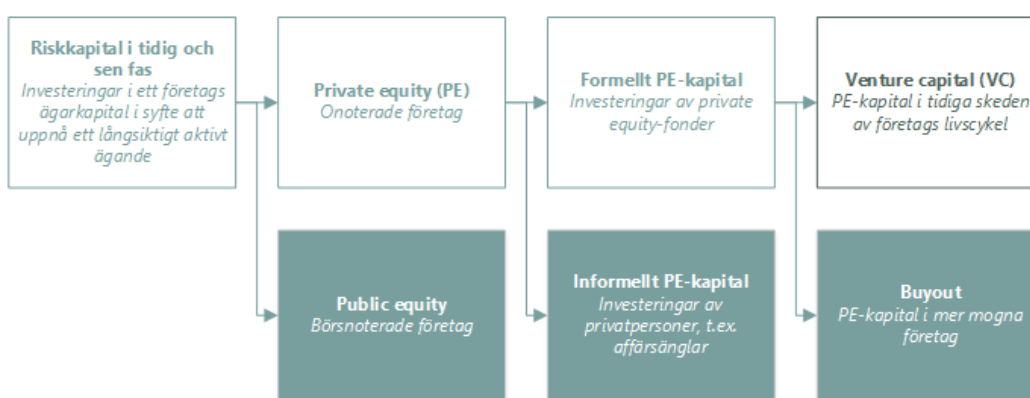 Riskkapital i tidig och
sen fas
Investeringar i ett företags
ägarkapital i syfte att
uppnå ett långsiktigt aktivt
ägande
Private equity (PE)
Onoterade företag
Formellt PE-kapital
Investeringar av private
equity-fonder
Venture capital (VC)
PE-kapital i tidiga skeden
av företags livscykel
Public equity
Börsnoterade företag
Informellt PE-kapital
Investeringar av
privatpersoner, t.ex.
affärsänglar
Buyout
PE-kapital i mer mogna
företag